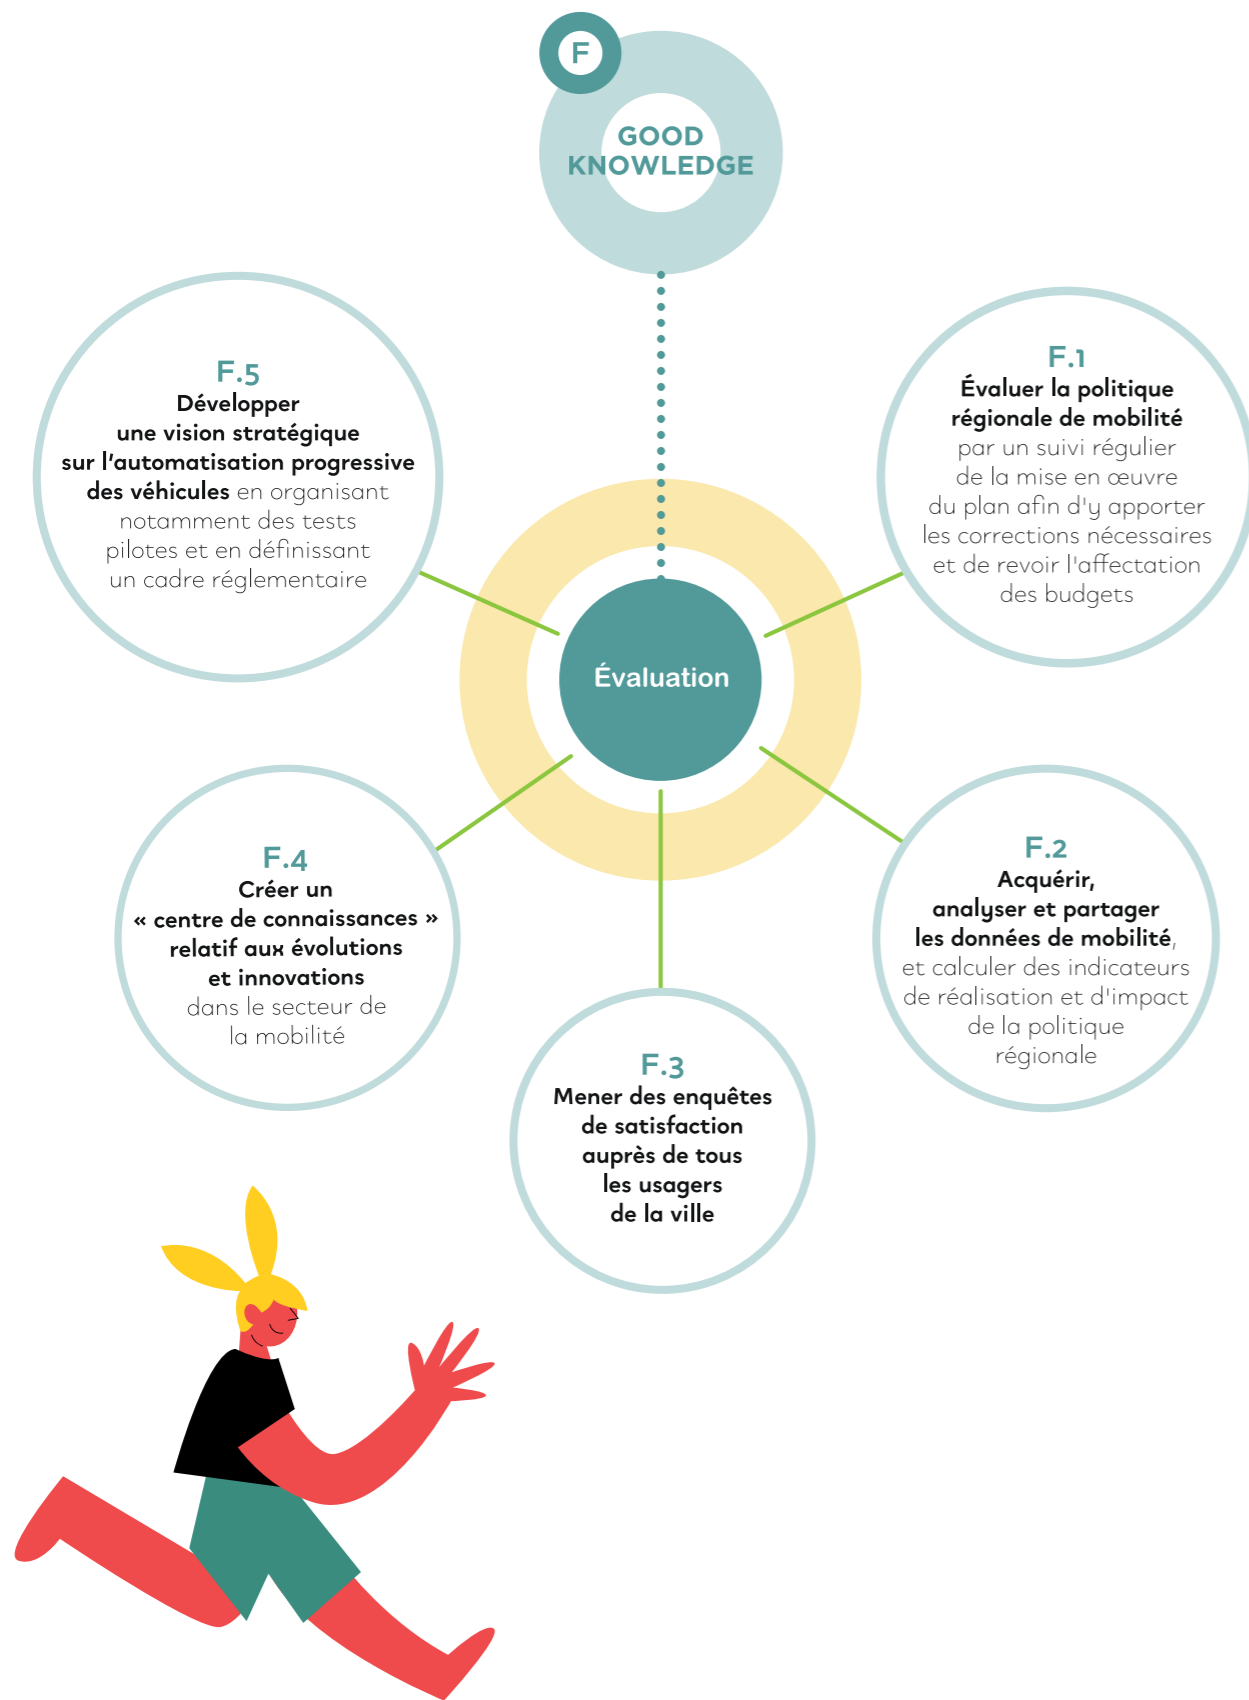 F
GOOD
KNOWLEDGE
F.1
Évaluer la politique
régionale de mobilité
par un suivi régulier
de la mise en œuvre
du plan afin d'y apporter
les corrections nécessaires
et de revoir l'affectation
des budgets
F.5
Développer
une vision stratégique
sur l'automatisation progressive
des véhicules en organisant
notamment des tests
pilotes et en définissant
un cadre réglementaire
Évaluation
F.2
Acquérir,
analyser et partager
les données de mobilité,
et calculer des indicateurs
de réalisation et d'impact
de la politique
régionale
F.4
Créer un
« centre de connaissances »
relatif aux évolutions
et innovations
dans le secteur de
la mobilité
F.3
Mener des enquêtes
de satisfaction
auprès de tous
les usagers
de la ville